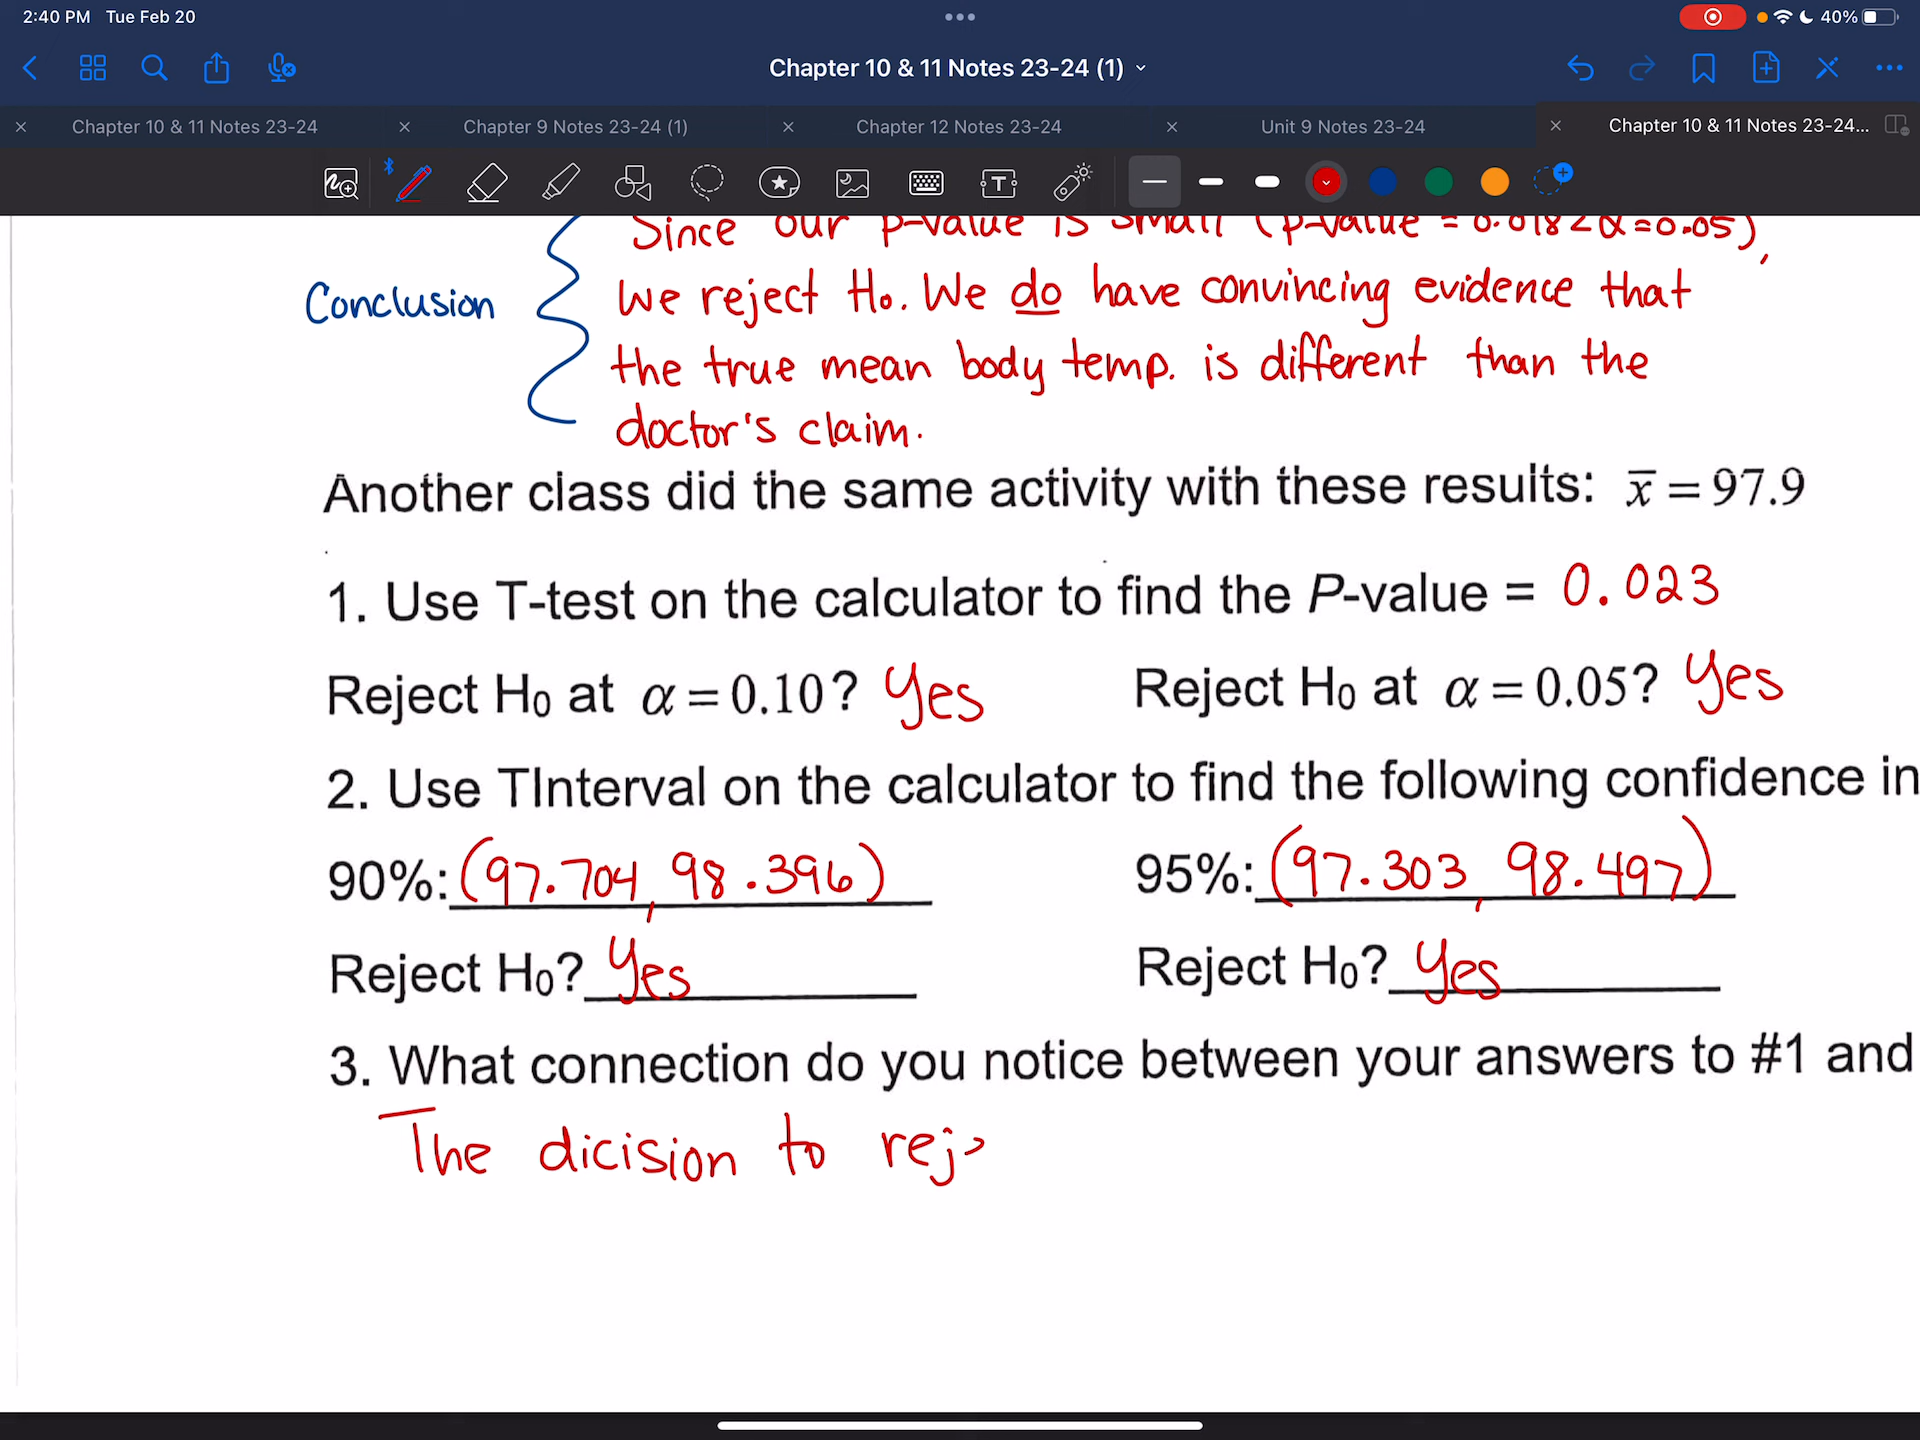 2:40 PM Tue Feb 20
40%
Chapter 10 & 11 Notes 23-24 (1)
Chapter 10 & 11 Notes 23-24
Chapter 9 Notes 23-24 (1)
Chapter 12 Notes 23-24
Unit 9 Notes 23-24
Chapter 10 & 11 Notes 23-24...
Since our p-value is small (p-value = 0.018 < α = 0.05),
we reject H₀. We do have convincing evidence that
Conclusion
the true mean body temp. is different than the
doctor's claim.
Another class did the same activity with these results: x̄ = 97.9
1. Use T-test on the calculator to find the P-value = 0.023
Reject H₀ at α = 0.10? Yes Reject H₀ at α = 0.05? Yes
2. Use TInterval on the calculator to find the following confidence in
90%: (97.704, 98.396) 95%: (97.303, 98.497)
Reject H₀? Yes Reject H₀? Yes
3. What connection do you notice between your answers to #1 and
The dicision to rej